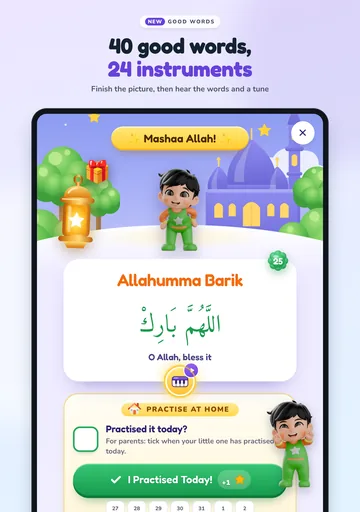 NEW GOOD WORDS
40 good words,
24 instruments
Finish the picture, then hear the words and a tune
Mashaa Allah!
25
Allahumma Barik
اللَّهُمَّ بَارِكْ
O Allah, bless it
PRACTISE AT HOME
Practised it today?
For parents: tick when your little one has practised
today.
I Practised Today! +1
27 28 29 30 31 1 2